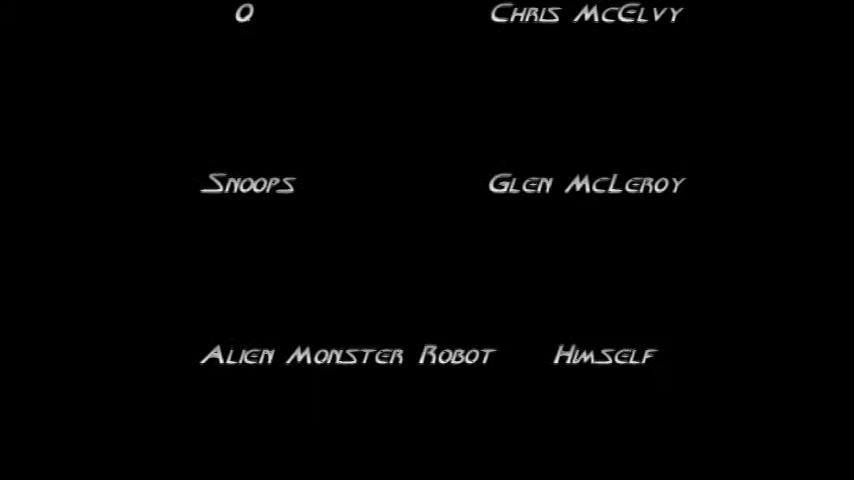 Q Chris McElvy
Snoops Glen McLeroy
Alien Monster Robot Himself